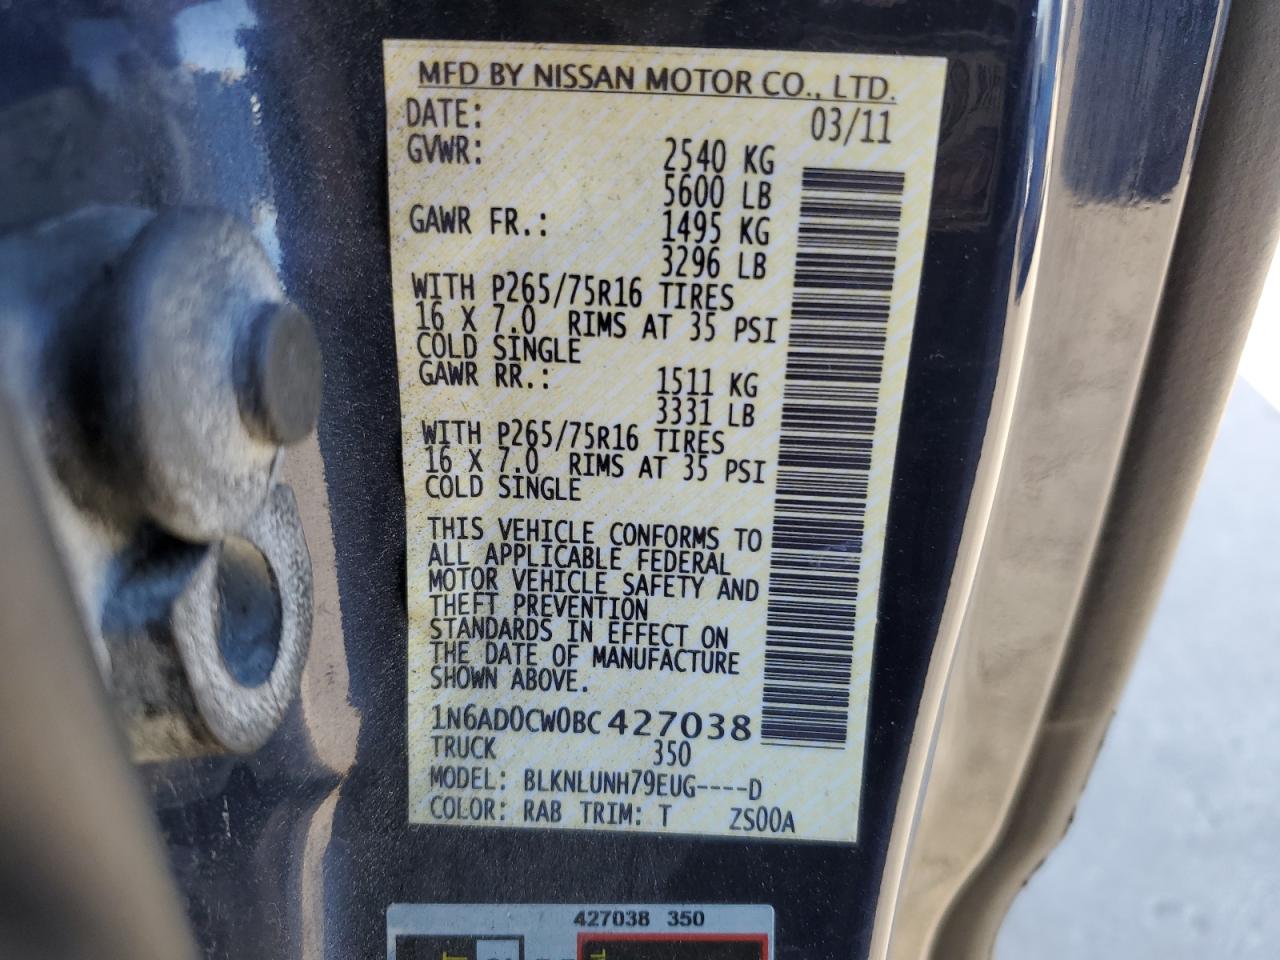 MFD BY NISSAN MOTOR CO., LTD.
DATE: 03/11
GVWR: 2540 KG
5600 LB
GAWR FR.: 1495 KG
3296 LB
WITH P265/75R16 TIRES
16 X 7.0 RIMS AT 35 PSI
COLD SINGLE
GAWR RR.: 1511 KG
3331 LB
WITH P265/75R16 TIRES
16 X 7.0 RIMS AT 35 PSI
COLD SINGLE
THIS VEHICLE CONFORMS TO
ALL APPLICABLE FEDERAL
MOTOR VEHICLE SAFETY AND
THEFT PREVENTION
STANDARDS IN EFFECT ON
THE DATE OF MANUFACTURE
SHOWN ABOVE.
1N6AD0CW0BC427038
TRUCK 350
MODEL: BLKNLUNH79EUG----D
COLOR: RAB TRIM: T ZS00A
427038 350